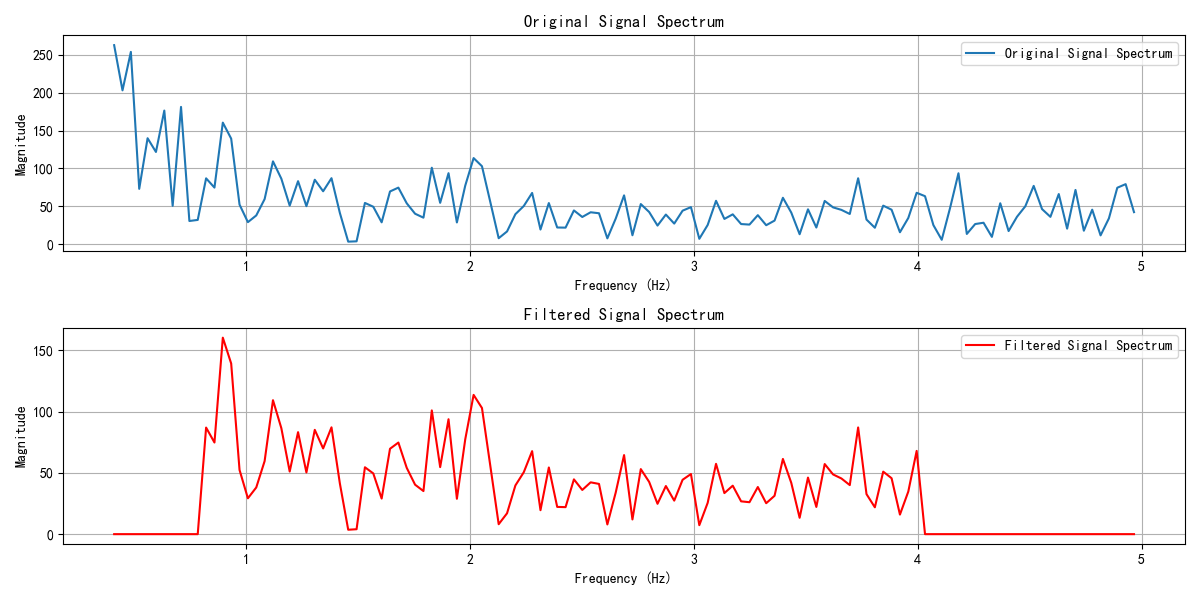 Original Signal Spectrum
Original Signal Spectrum
Magnitude
250
200
150
100
50
0
1
2
3
4
5
Frequency (Hz)
Filtered Signal Spectrum
Filtered Signal Spectrum
Magnitude
150
100
50
0
1
2
3
4
5
Frequency (Hz)